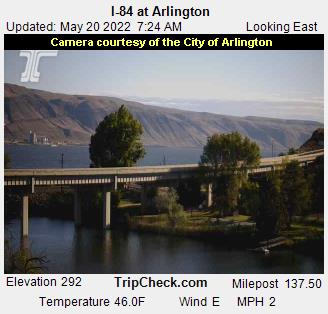 I-84 at Arlington
Updated: May 20 2022 7:24 AM Looking East
Camera courtesy of the City of Arlington
Elevation 292 TripCheck.com Milepost 137.50
Temperature 46.0F Wind E MPH 2